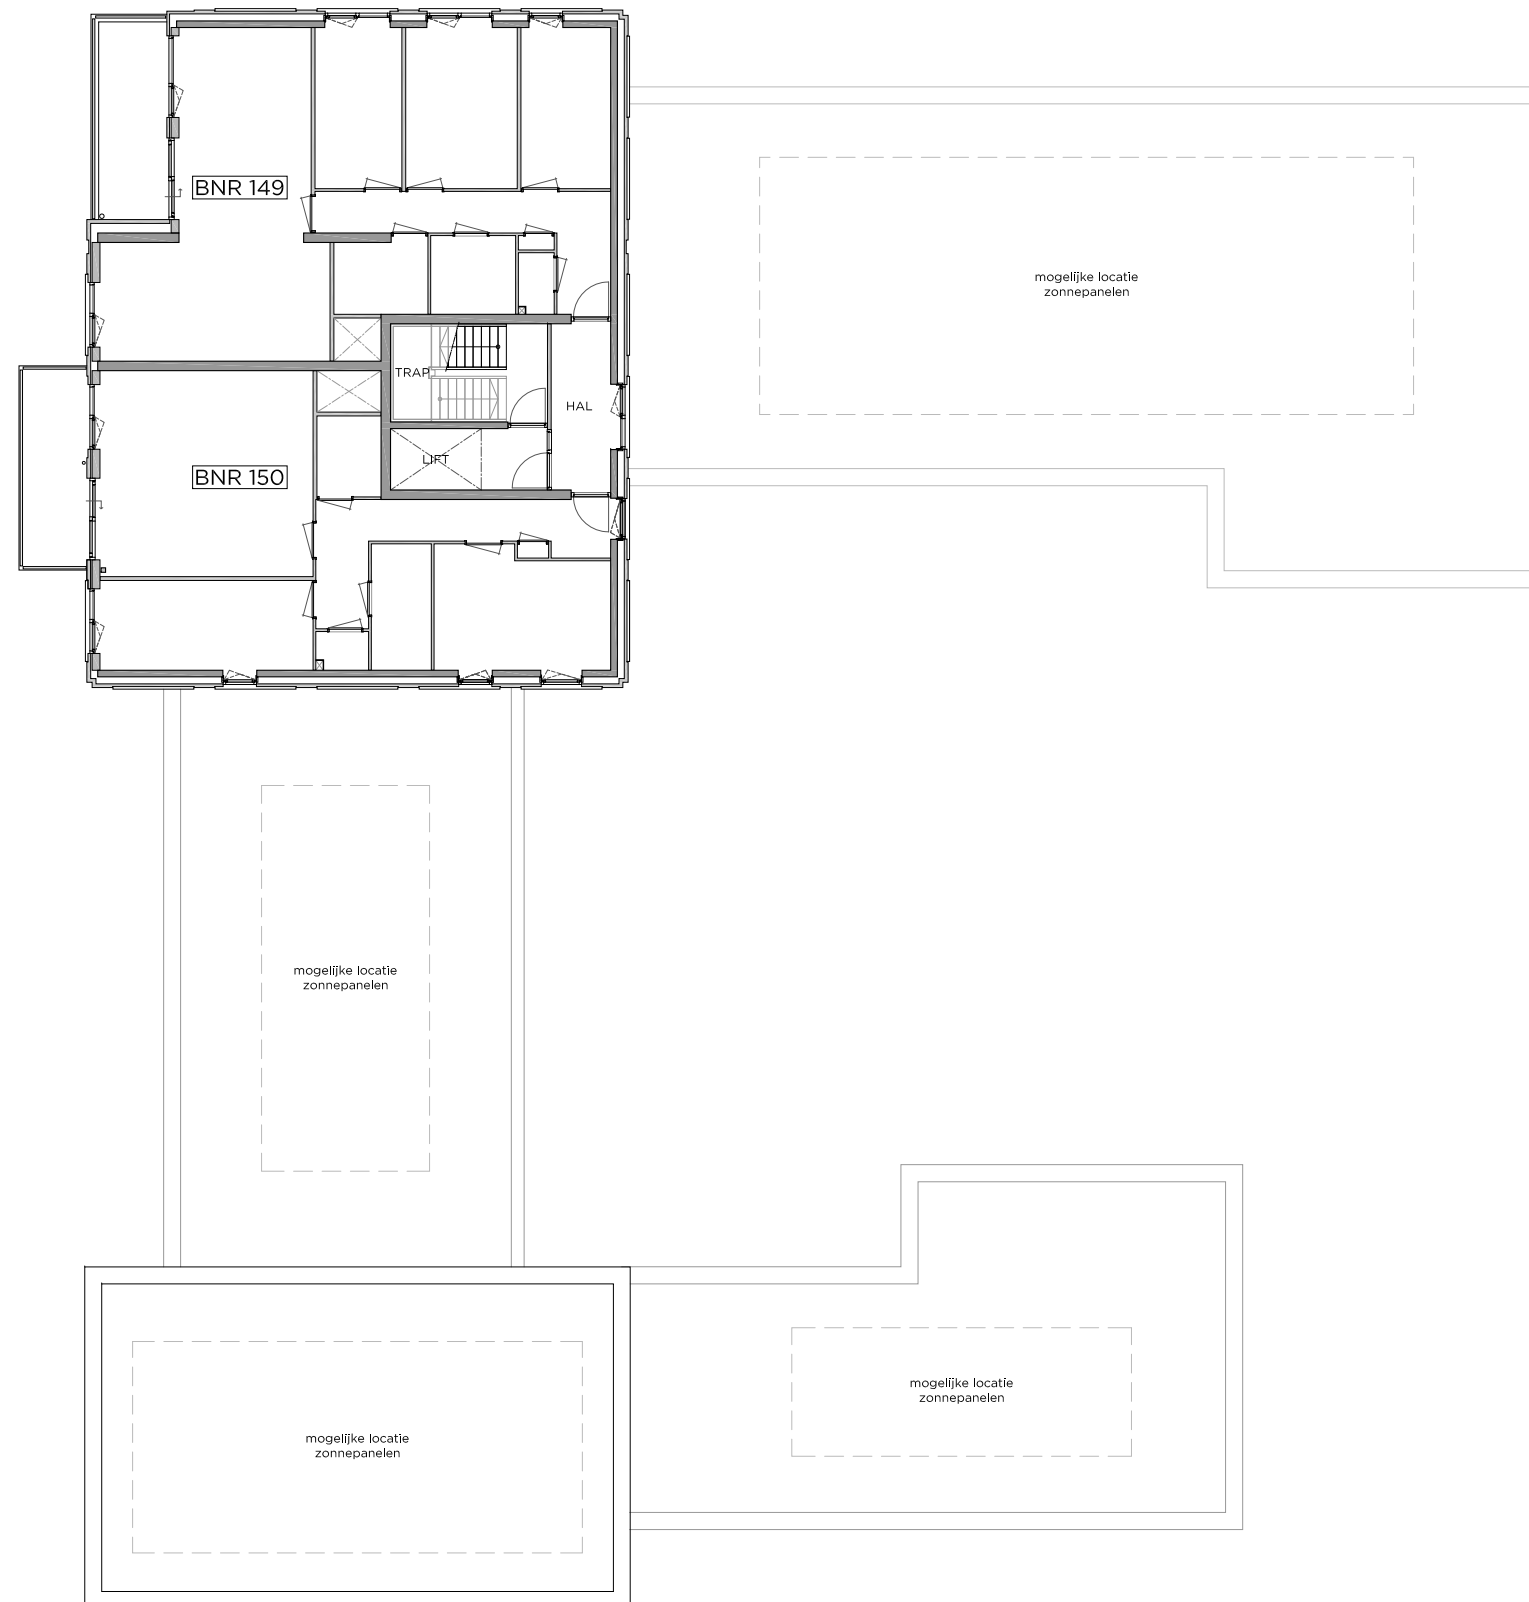 BNR 149
mogelijke locatie
zonnepanelen
TRAP
HAL
LIFT
BNR 150
mogelijke locatie
zonnepanelen
mogelijke locatie
zonnepanelen
mogelijke locatie
zonnepanelen